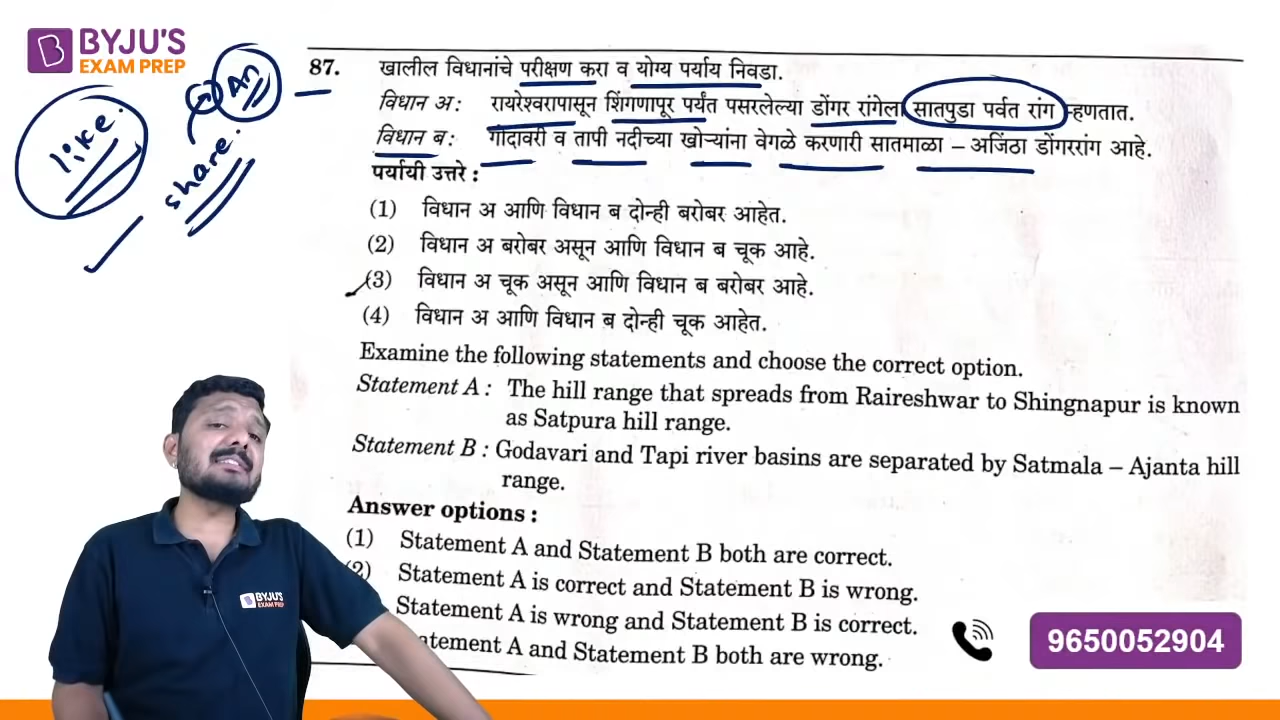 BYJU'S
EXAM PREP
like.
share.
An
87. खालील विधानांचे परीक्षण करा व योग्य पर्याय निवडा.
विधान अ : रायरेश्वरापासून शिंगणापूर पर्यंत पसरलेल्या डोंगर रांगेला सातपुडा पर्वत रांग म्हणतात.
विधान ब : गोदावरी व तापी नदीच्या खोऱ्यांना वेगळे करणारी सातमाळा – अजिंठा डोंगररांग आहे.
पर्यायी उत्तरे :
(1) विधान अ आणि विधान ब दोन्ही बरोबर आहेत.
(2) विधान अ बरोबर असून आणि विधान ब चूक आहे.
(3) विधान अ चूक असून आणि विधान ब बरोबर आहे.
(4) विधान अ आणि विधान ब दोन्ही चूक आहेत.
Examine the following statements and choose the correct option.
Statement A : The hill range that spreads from Raireshwar to Shingnapur is known
as Satpura hill range.
Statement B : Godavari and Tapi river basins are separated by Satmala – Ajanta hill
range.
Answer options :
(1) Statement A and Statement B both are correct.
(2) Statement A is correct and Statement B is wrong.
Statement A is wrong and Statement B is correct.
atement A and Statement B both are wrong.
BYJU'S
EXAM PREP
9650052904